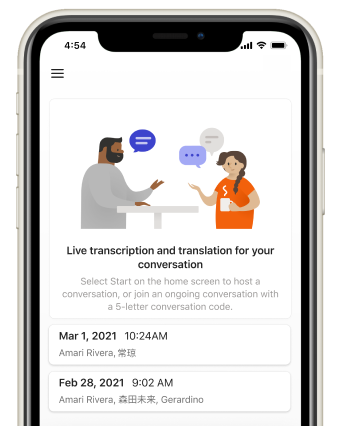 4:54
Live transcription and translation for your
conversation
Select Start on the home screen to host a
conversation, or join an ongoing conversation with
a 5-letter conversation code.
Mar 1, 2021 10:24AM
Amari Rivera, 常琼
Feb 28, 2021 9:02 AM
Amari Rivera, 森田未来, Gerardino